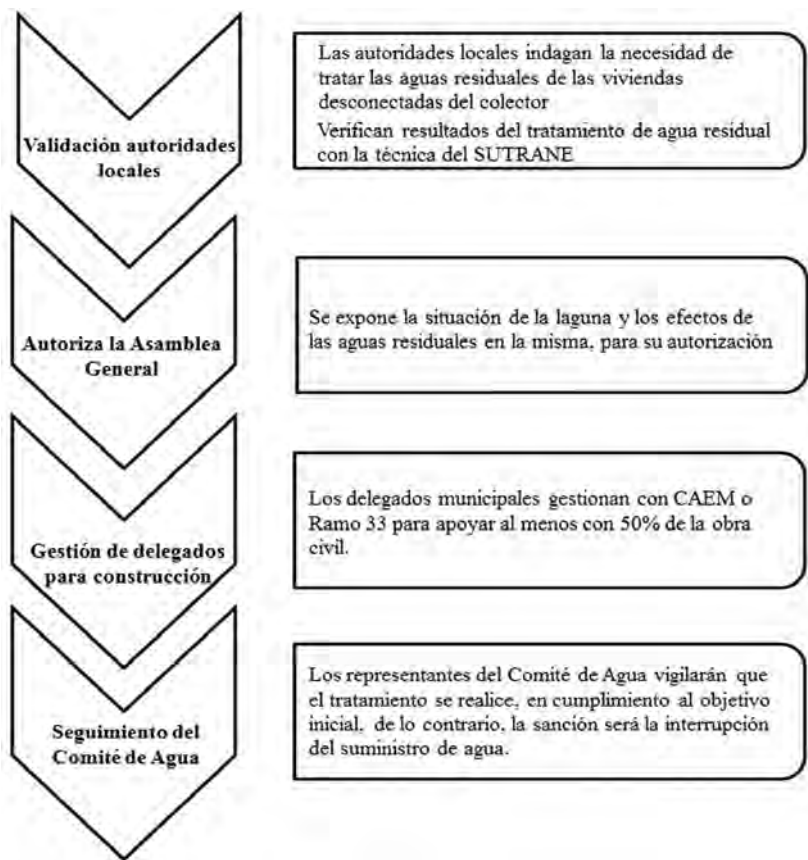 Validación autoridades
locales
Las autoridades locales indagan la necesidad de
tratar las aguas residuales de las viviendas
desconectadas del colector
Verifican resultados del tratamiento de agua residual
con la técnica del SUTRANE
Autoriza la Asamblea
General
Se expone la situación de la laguna y los efectos de
las aguas residuales en la misma, para su autorización
Gestión de delegados
para construcción
Los delegados municipales gestionan con CAEM o
Ramo 33 para apoyar al menos con 50% de la obra
civil.
Seguimiento del
Comité de Agua
Los representantes del Comité de Agua vigilarán que
el tratamiento se realice, en cumplimiento al objetivo
inicial, de lo contrario, la sanción será la interrupción
del suministro de agua.